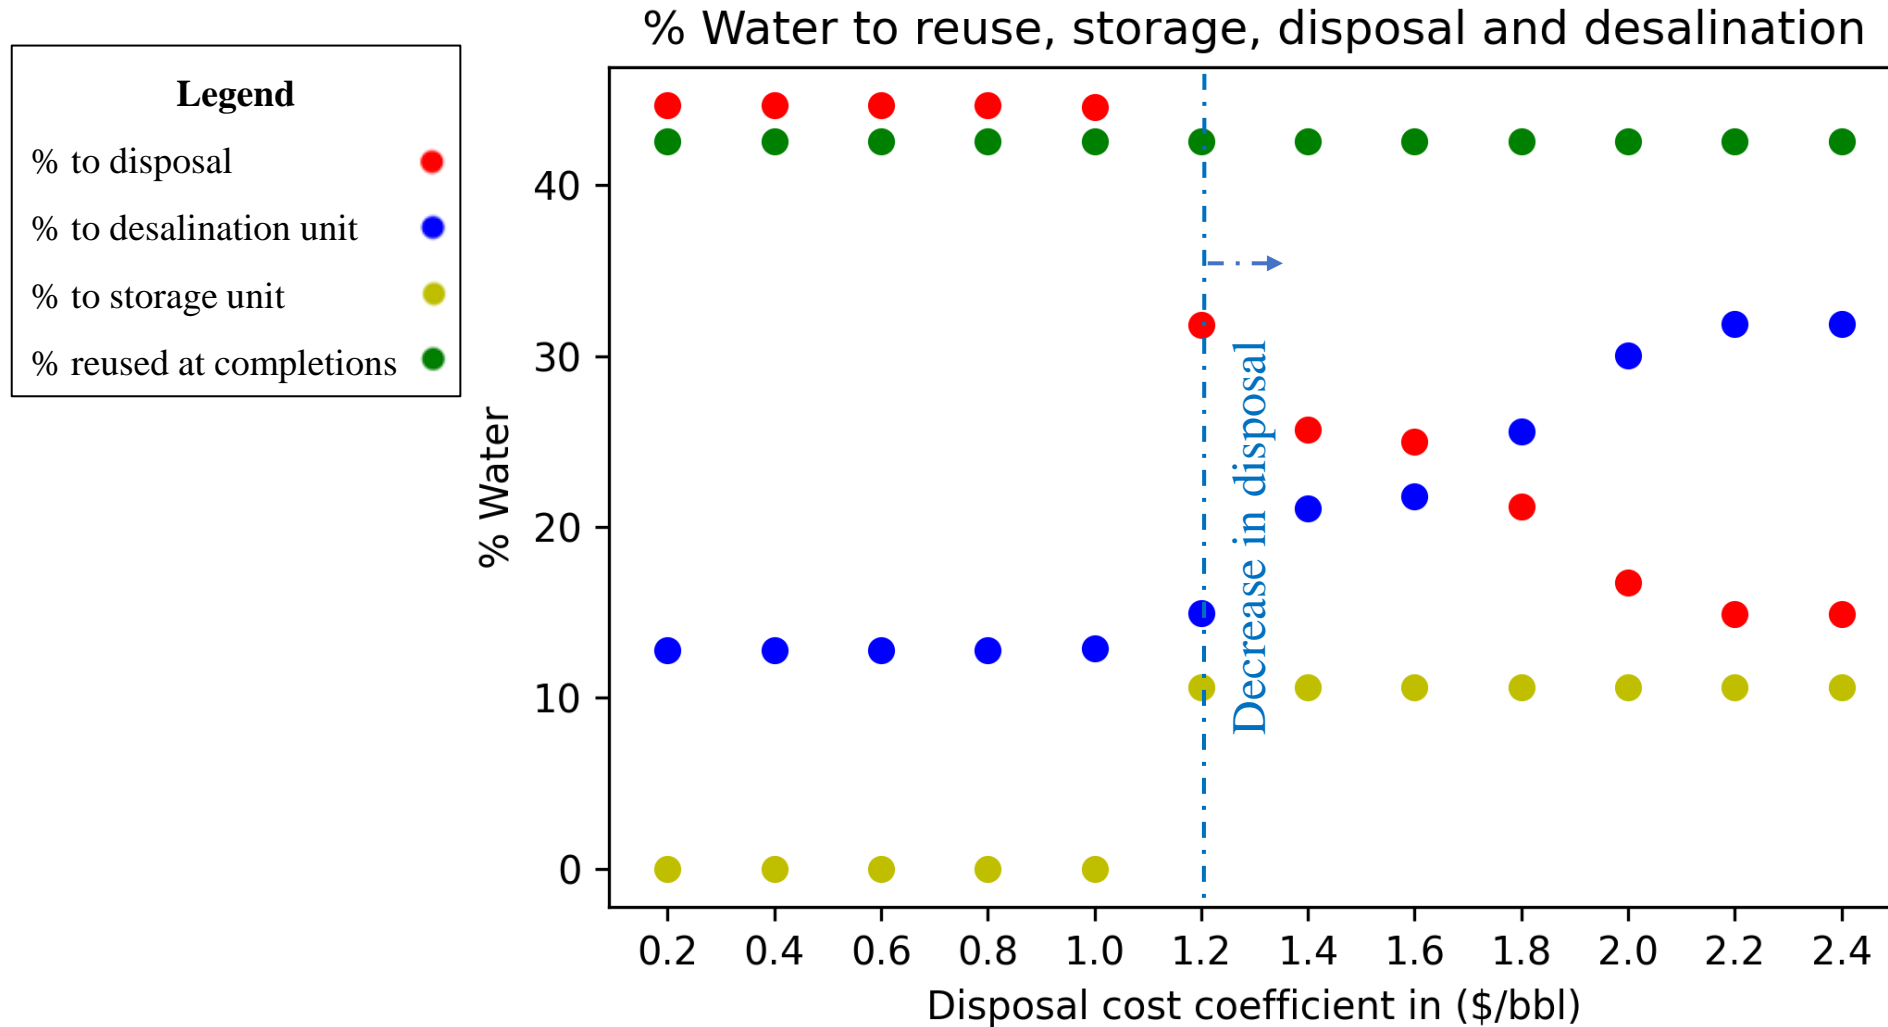 % Water to reuse, storage, disposal and desalination
Legend
% to disposal
% to desalination unit
% to storage unit
% reused at completions
% Water
40
30
20
10
0
Decrease in disposal
0.2 0.4 0.6 0.8 1.0 1.2 1.4 1.6 1.8 2.0 2.2 2.4
Disposal cost coefficient in ($/bbl)